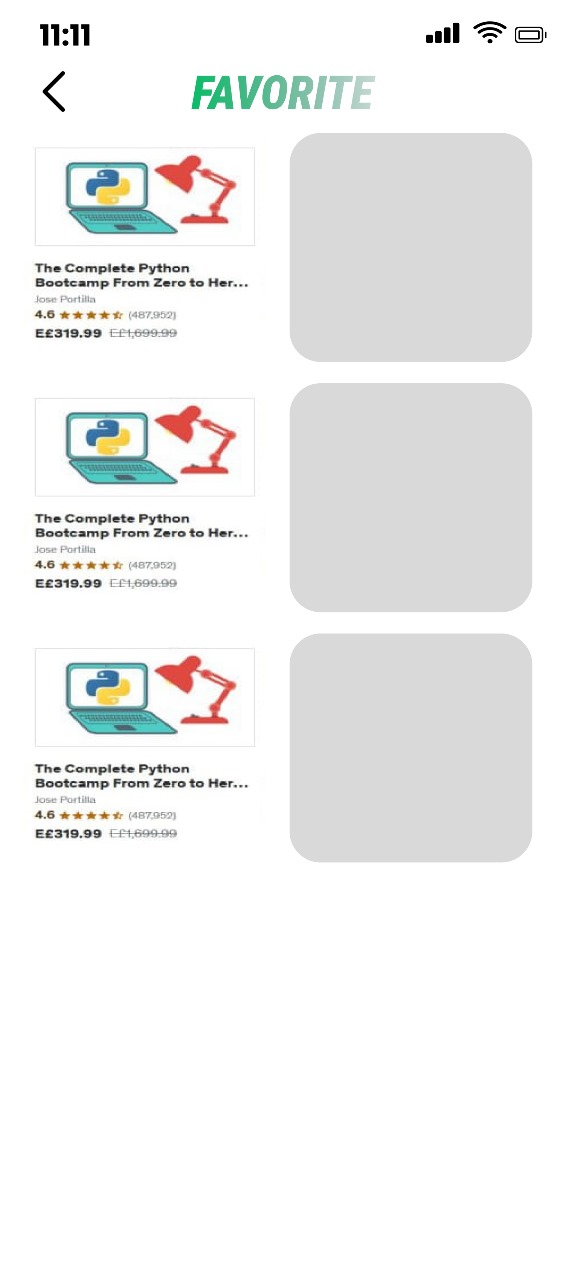 11:11
FAVORITE
The Complete Python
Bootcamp From Zero to Her...
Jose Portilla
4.6 (487,952)
E£319.99 E£1,699.99
The Complete Python
Bootcamp From Zero to Her...
Jose Portilla
4.6 (487,952)
E£319.99 E£1,699.99
The Complete Python
Bootcamp From Zero to Her...
Jose Portilla
4.6 (487,952)
E£319.99 E£1,699.99